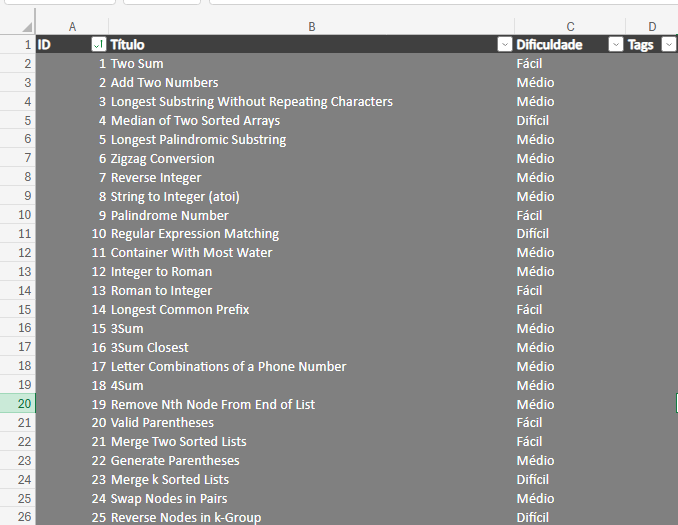 A B C D
1 ID Título Dificuldade Tags
2 1 Two Sum Fácil
3 2 Add Two Numbers Médio
4 3 Longest Substring Without Repeating Characters Médio
5 4 Median of Two Sorted Arrays Difícil
6 5 Longest Palindromic Substring Médio
7 6 Zigzag Conversion Médio
8 7 Reverse Integer Médio
9 8 String to Integer (atoi) Médio
10 9 Palindrome Number Fácil
11 10 Regular Expression Matching Difícil
12 11 Container With Most Water Médio
13 12 Integer to Roman Médio
14 13 Roman to Integer Fácil
15 14 Longest Common Prefix Fácil
16 15 3Sum Médio
17 16 3Sum Closest Médio
18 17 Letter Combinations of a Phone Number Médio
19 18 4Sum Médio
20 19 Remove Nth Node From End of List Médio
21 20 Valid Parentheses Fácil
22 21 Merge Two Sorted Lists Fácil
23 22 Generate Parentheses Médio
24 23 Merge k Sorted Lists Difícil
25 24 Swap Nodes in Pairs Médio
26 25 Reverse Nodes in k-Group Difícil